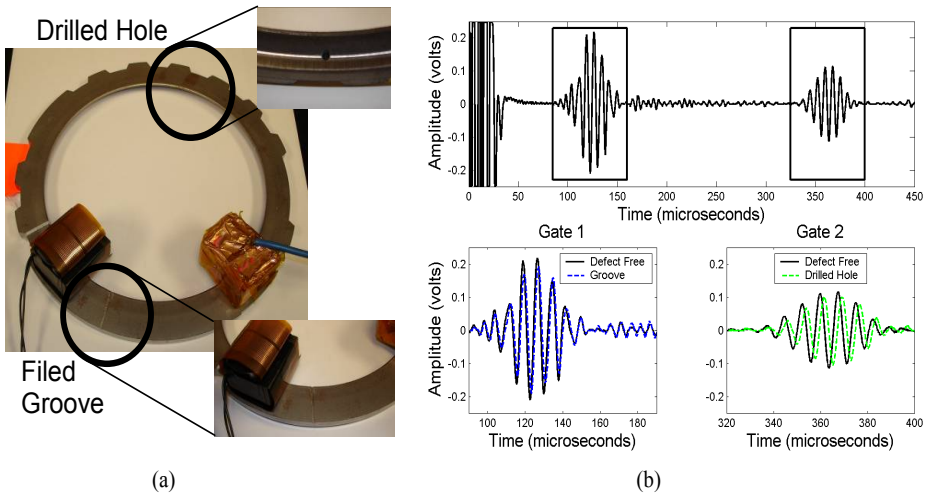 Drilled Hole
Filed
Groove
(a)
Amplitude (volts)
0.2
0.1
0
-0.1
-0.2
0 50 100 150 200 250 300 350 400 450
Time (microseconds)
Gate 1
Amplitude (volts)
0.2
0.1
0
-0.1
-0.2
Defect Free
Groove
100 120 140 160 180
Time (microseconds)
Gate 2
0.2
0.1
0
-0.1
-0.2
Defect Free
Drilled Hole
320 340 360 380 400
Time (microseconds)
(b)